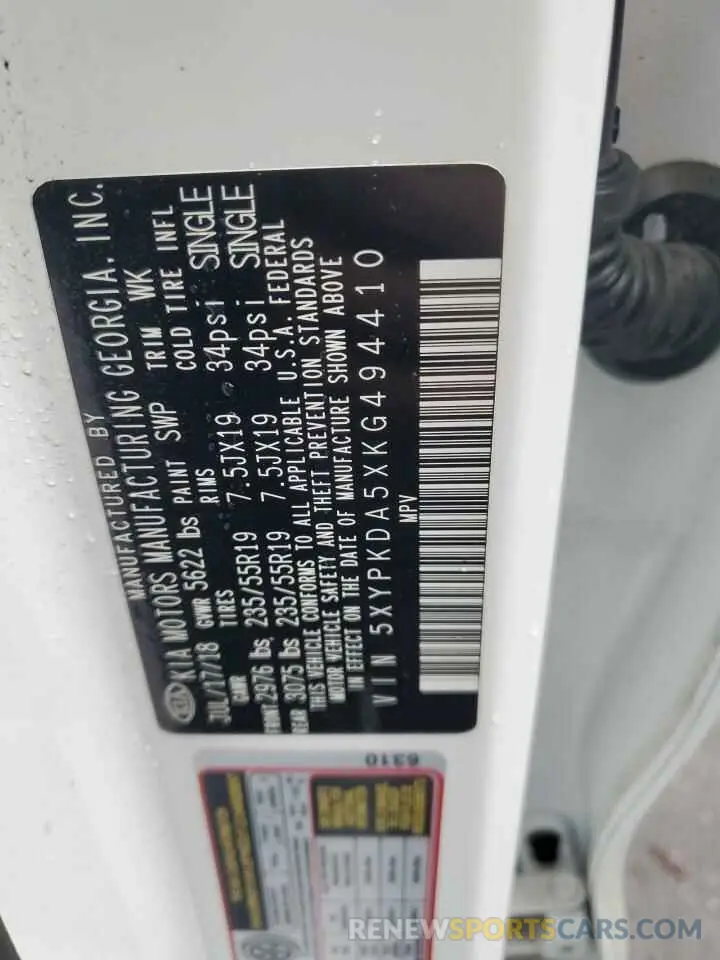 MANUFACTURED BY
KIA KIA MOTORS MANUFACTURING GEORGIA, INC.
JUL/17/18 GVWR 5622 lbs PAINT SWP TRIM WK
GAWR TIRES RIMS COLD TIRE INFL
FRONT 2976 lbs 235/55R19 7.5JX19 34psi SINGLE
REAR 3075 lbs 235/55R19 7.5JX19 34psi SINGLE
THIS VEHICLE CONFORMS TO ALL APPLICABLE U.S.A. FEDERAL
MOTOR VEHICLE SAFETY AND THEFT PREVENTION STANDARDS
IN EFFECT ON THE DATE OF MANUFACTURE SHOWN ABOVE
VIN 5XYPKDA5XKG494410
MPV
6310
RENEWSPORTSCARS.COM